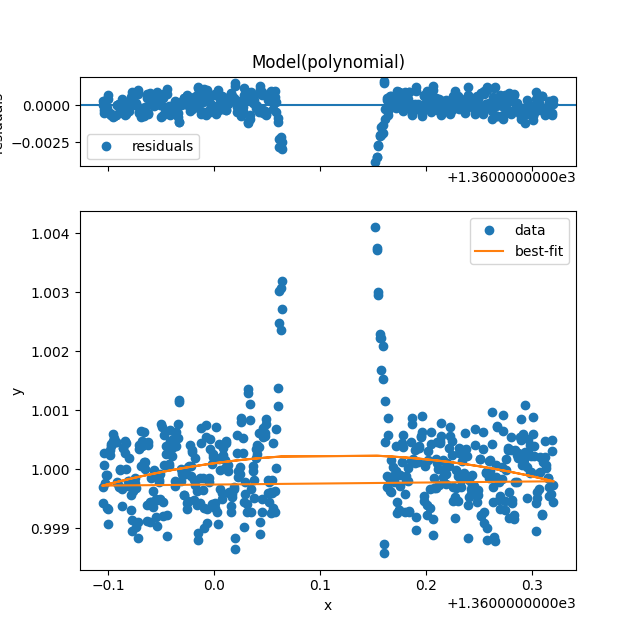 Model(polynomial)
0.0000
−0.0025
residuals
+1.3600000000e3
1.004
1.003
1.002
1.001
1.000
0.999
y
data
best-fit
−0.1
0.0
0.1
0.2
0.3
x
+1.3600000000e3